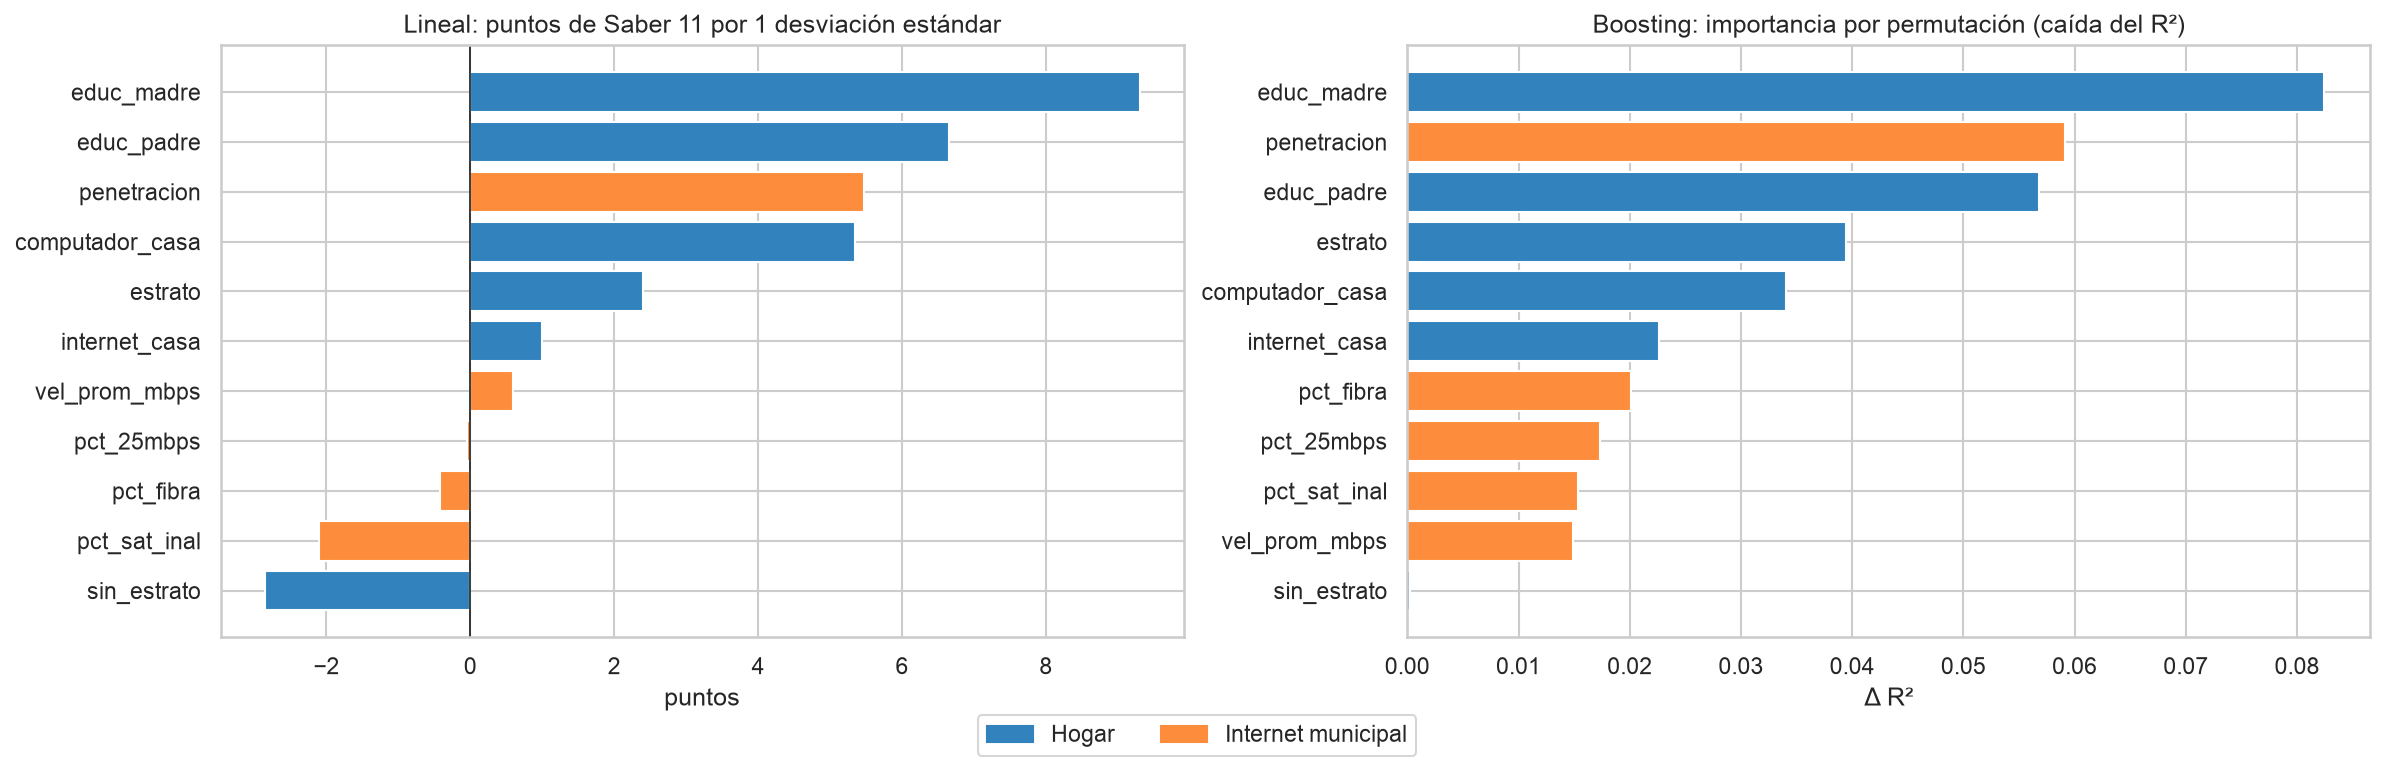 Lineal: puntos de Saber 11 por 1 desviación estándar
educ_madre
educ_padre
penetracion
computador_casa
estrato
internet_casa
vel_prom_mbps
pct_25mbps
pct_fibra
pct_sat_inal
sin_estrato
−2 0 2 4 6 8
puntos
Boosting: importancia por permutación (caída del R²)
educ_madre
penetracion
educ_padre
estrato
computador_casa
internet_casa
pct_fibra
pct_25mbps
pct_sat_inal
vel_prom_mbps
sin_estrato
0.00 0.01 0.02 0.03 0.04 0.05 0.06 0.07 0.08
Δ R²
Hogar Internet municipal